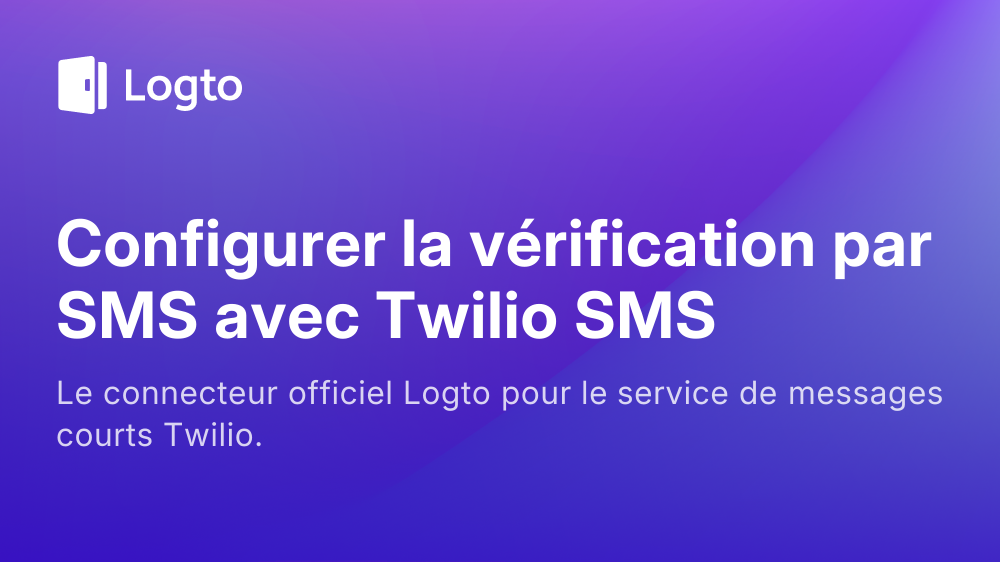 Logto
Configurer la vérification par
SMS avec Twilio SMS
Le connecteur officiel Logto pour le service de messages
courts Twilio.